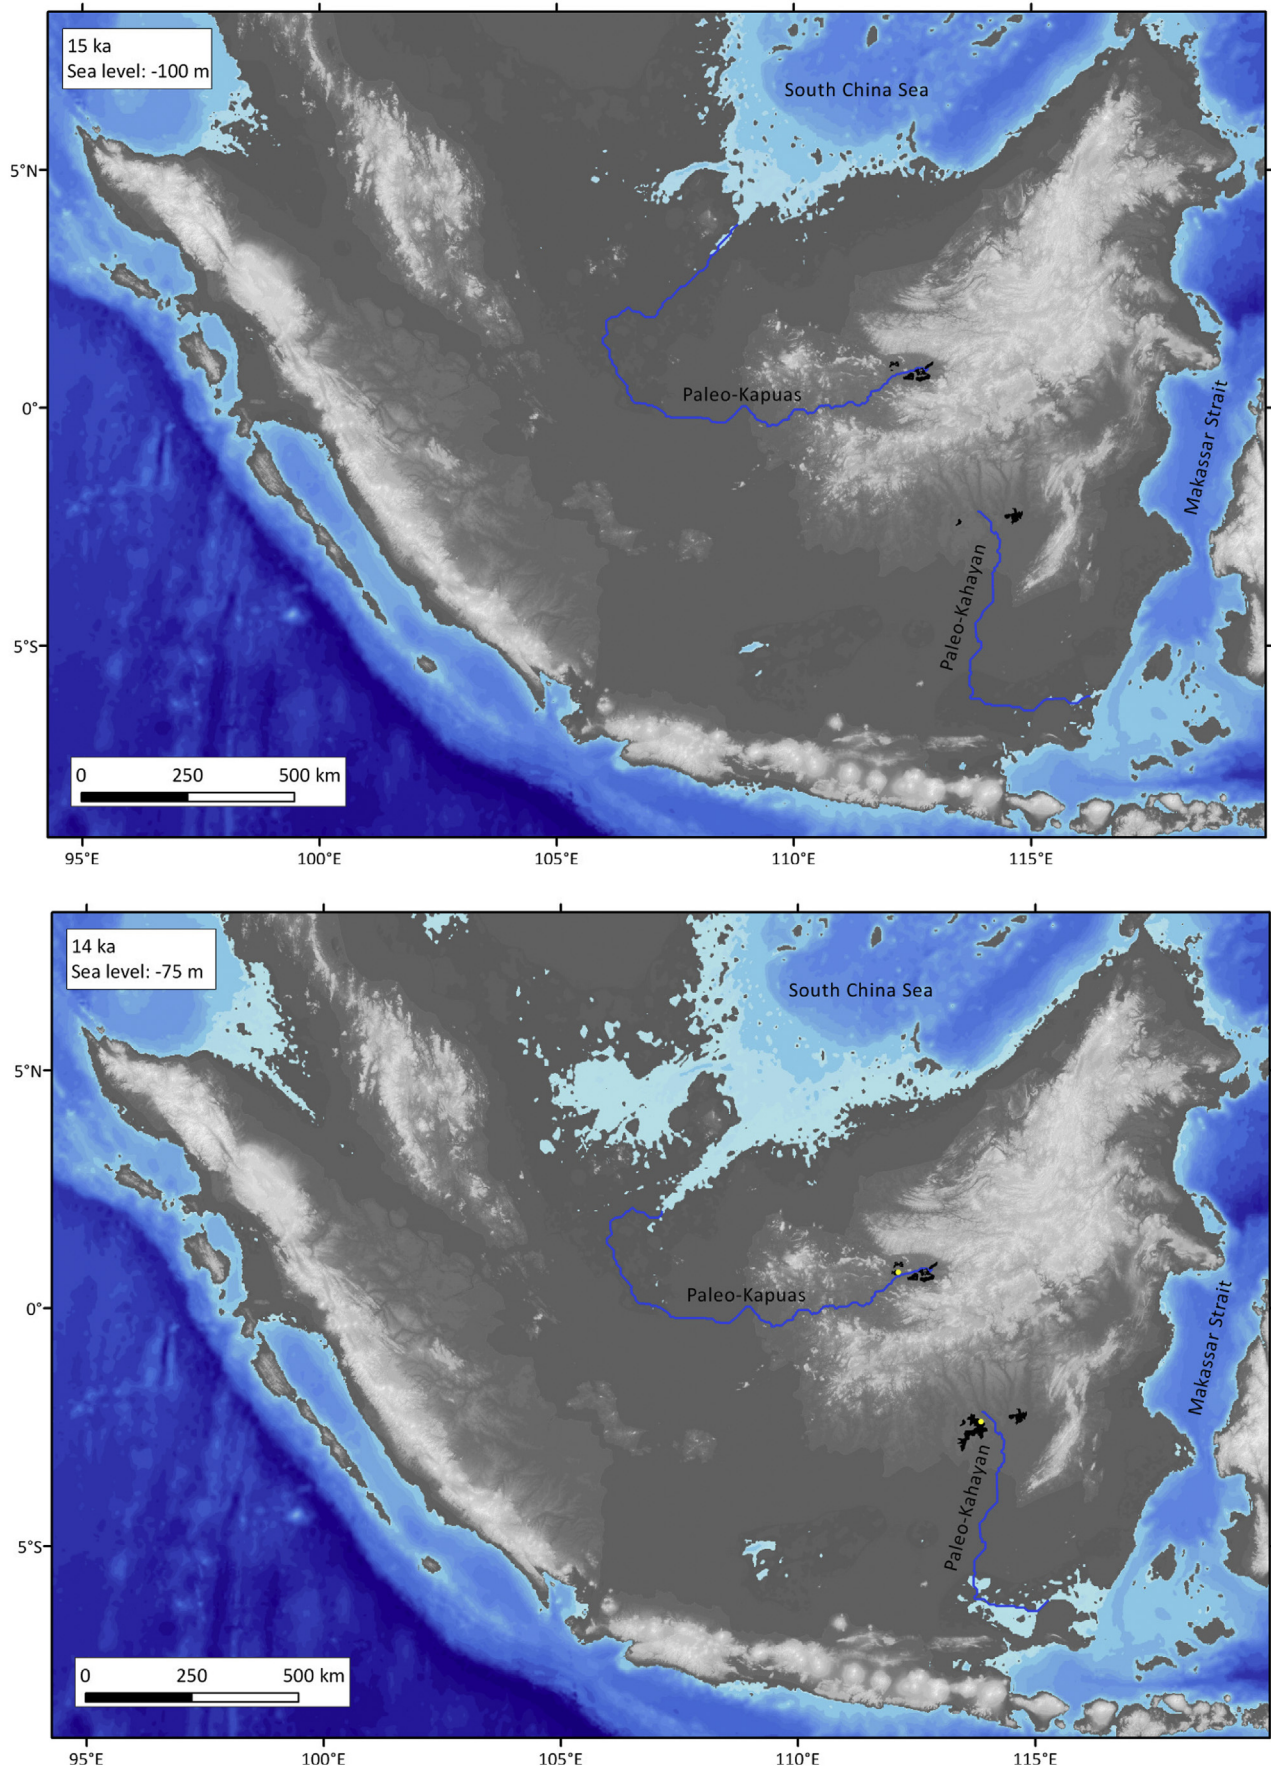 15 ka
Sea level: -100 m
South China Sea
5°N
Paleo-Kapuas
0°
Makassar Strait
Paleo-Kahayan
5°S
0 250 500 km
95°E 100°E 105°E 110°E 115°E
14 ka
Sea level: -75 m
South China Sea
5°N
Paleo-Kapuas
0°
Makassar Strait
Paleo-Kahayan
5°S
0 250 500 km
95°E 100°E 105°E 110°E 115°E